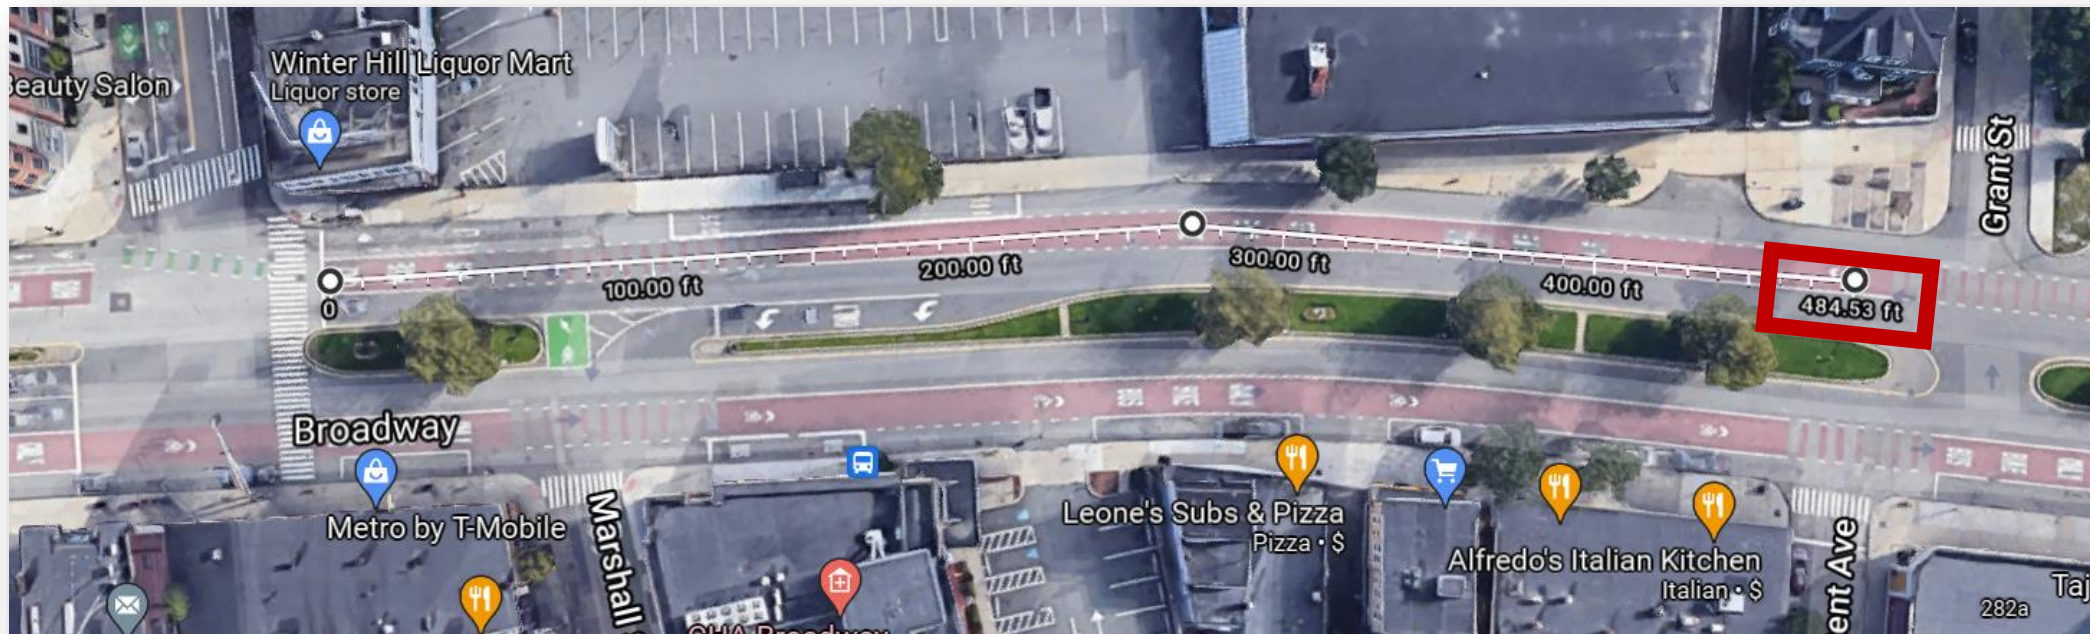 Winter Hill Liquor Mart
Liquor store
Beauty Salon
Grant St
0
100.00 ft
200.00 ft
300.00 ft
400.00 ft
484.53 ft
Broadway
Metro by T-Mobile
Marshall
Leone's Subs & Pizza
Pizza • $
Alfredo's Italian Kitchen
Italian • $
ent Ave
282a
Taj
CHA Broadway